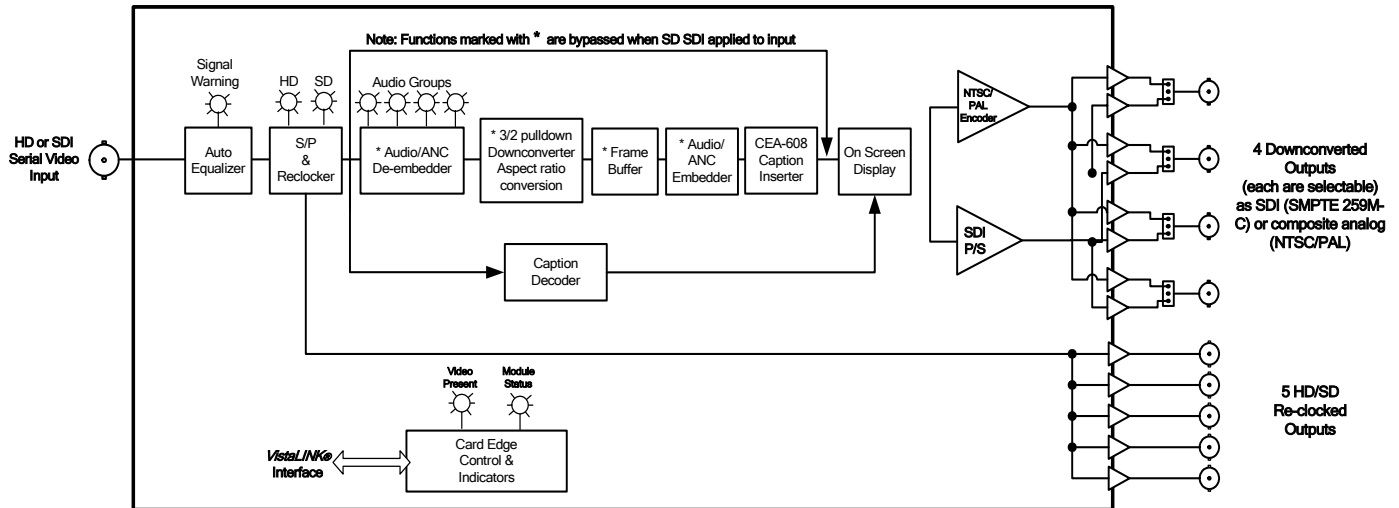 Note: Functions marked with * are bypassed when SD SDI applied to input
Signal
Warning
HD
SD
Audio Groups
HD or SDI
Serial Video
Input
Auto
Equalizer
S/P
&
Reclocker
* Audio/ANC
De-embedder
* 3/2 pulldown
Downconverter
Aspect ratio
conversion
* Frame
Buffer
* Audio/
ANC
Embedder
CEA-608
Caption
Inserter
On Screen
Display
NTSC/
PAL
Encoder
SDI
P/S
4 Downconverted
Outputs
(each are selectable)
as SDI (SMPTE 259M-
C) or composite analog
(NTSC/PAL)
Caption
Decoder
5 HD/SD
Re-clocked
Outputs
Video
Present
Module
Status
VistaLINK®
Interface
Card Edge
Control &
Indicators